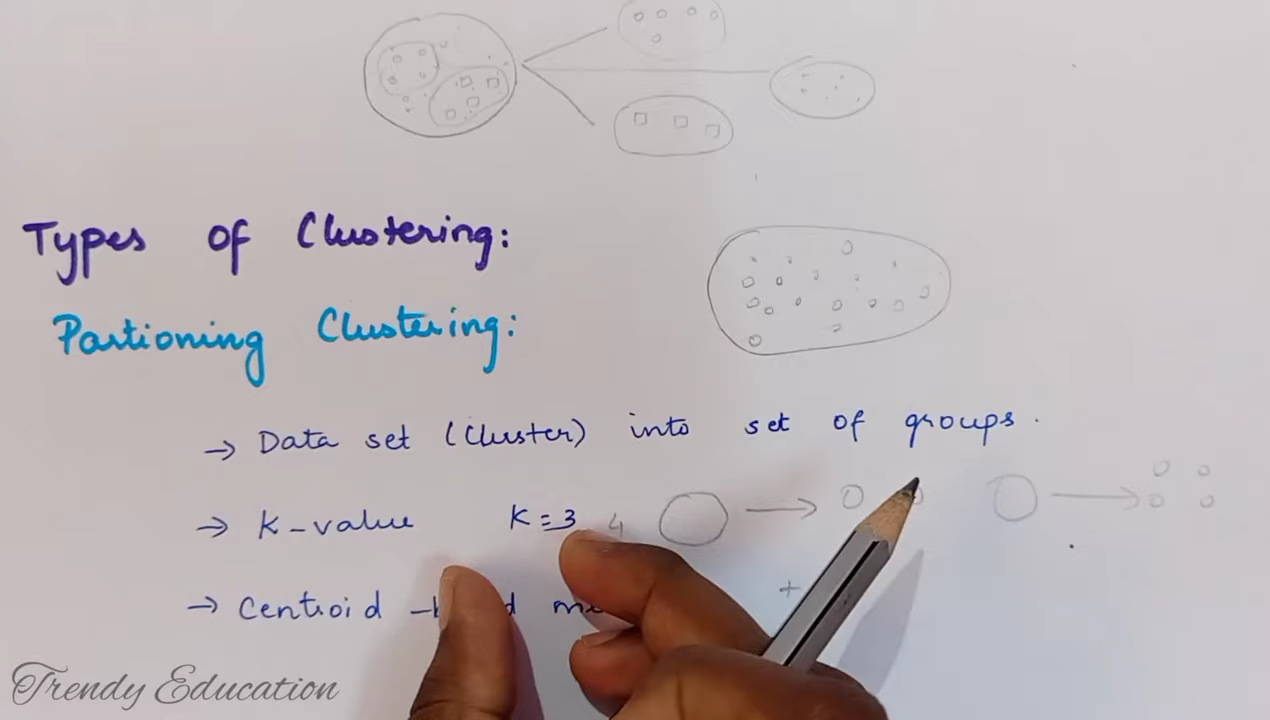 Types of Clustering:
Partioning Clustering:
→ Data set (Cluster) into set of groups.
→ K-value K=3 4
→ Centroid
Trendy Education